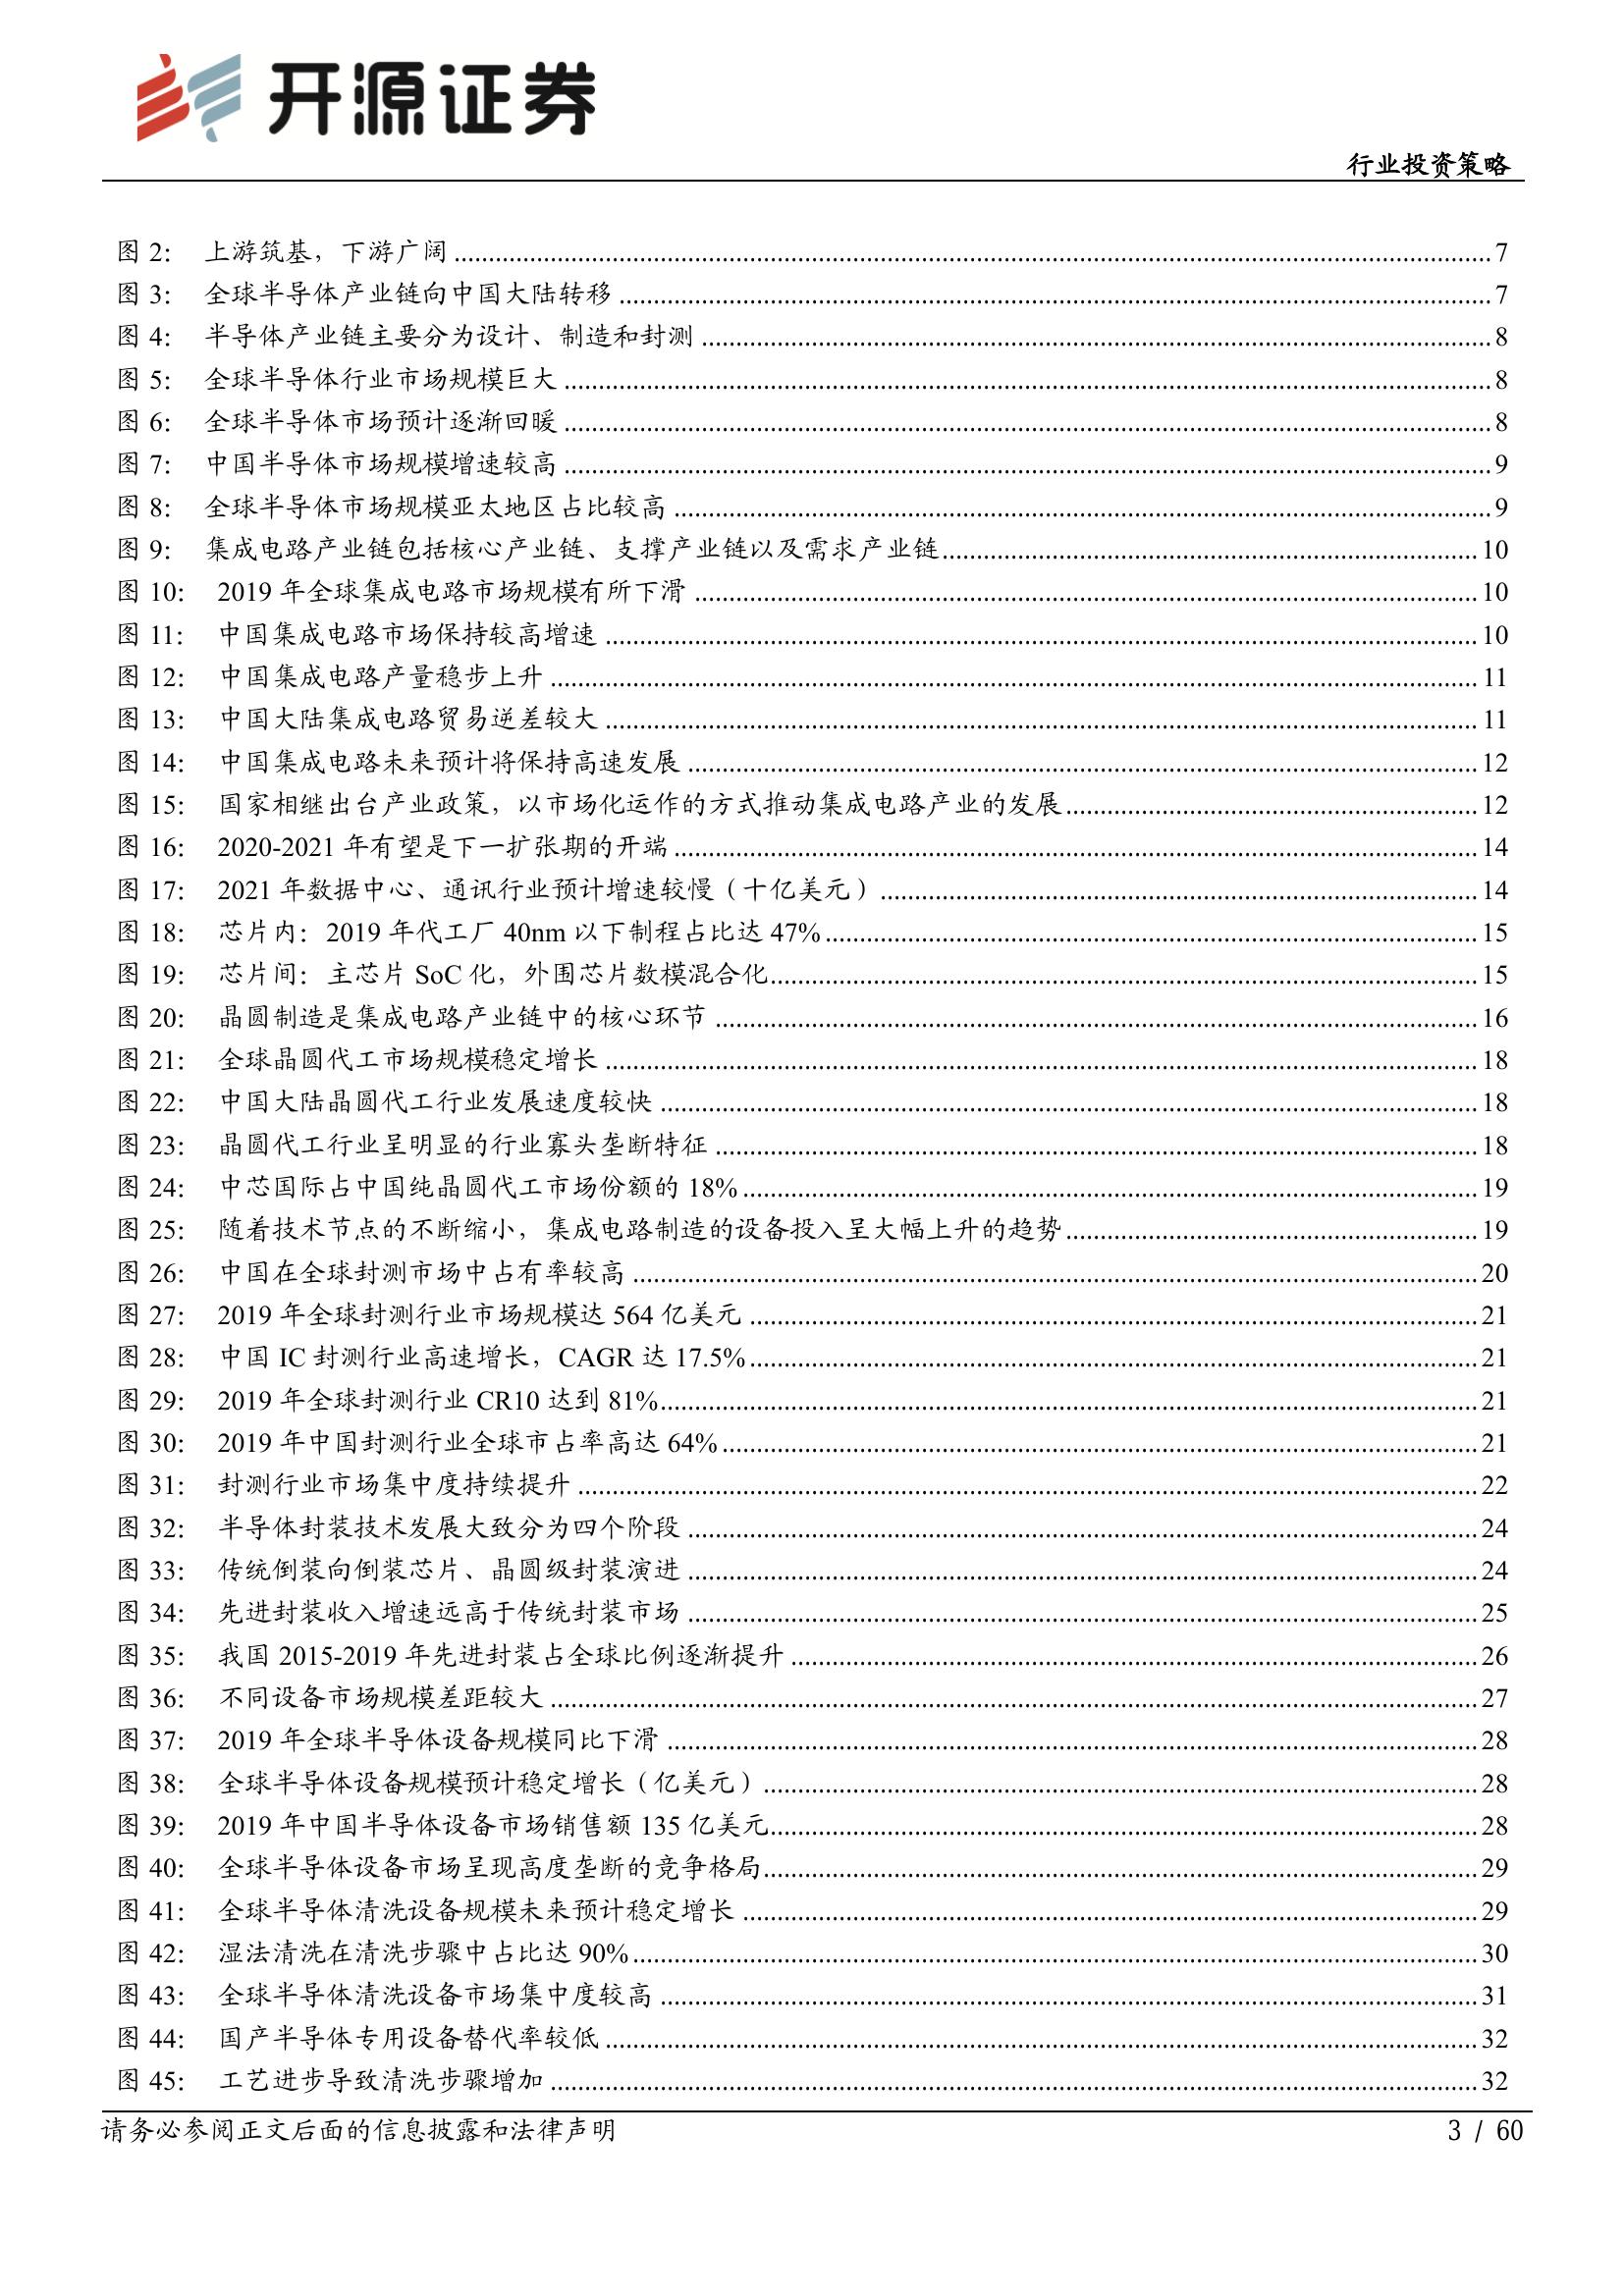 开源证券
行业投资策略
图 2: 上游筑基，下游广阔 ........ 7
图 3: 全球半导体产业链向中国大陆转移 ........ 7
图 4: 半导体产业链主要分为设计、制造和封测 ........ 8
图 5: 全球半导体行业市场规模巨大 ........ 8
图 6: 全球半导体市场预计逐渐回暖 ........ 8
图 7: 中国半导体市场规模增速较高 ........ 9
图 8: 全球半导体市场规模亚太地区占比较高 ........ 9
图 9: 集成电路产业链包括核心产业链、支撑产业链以及需求产业链 ........ 10
图 10: 2019 年全球集成电路市场规模有所下滑 ........ 10
图 11: 中国集成电路市场保持较高增速 ........ 10
图 12: 中国集成电路产量稳步上升 ........ 11
图 13: 中国大陆集成电路贸易逆差较大 ........ 11
图 14: 中国集成电路未来预计将保持高速发展 ........ 12
图 15: 国家相继出台产业政策，以市场化运作的方式推动集成电路产业的发展 ........ 12
图 16: 2020-2021 年有望是下一扩张期的开端 ........ 14
图 17: 2021 年数据中心、通讯行业预计增速较慢（十亿美元） ........ 14
图 18: 芯片内：2019 年代工厂 40nm 以下制程占比达 47% ........ 15
图 19: 芯片间：主芯片 SoC 化，外围芯片数模混合化 ........ 15
图 20: 晶圆制造是集成电路产业链中的核心环节 ........ 16
图 21: 全球晶圆代工市场规模稳定增长 ........ 18
图 22: 中国大陆晶圆代工行业发展速度较快 ........ 18
图 23: 晶圆代工行业呈明显的行业寡头垄断特征 ........ 18
图 24: 中芯国际占中国纯晶圆代工市场份额的 18% ........ 19
图 25: 随着技术节点的不断缩小，集成电路制造的设备投入呈大幅上升的趋势 ........ 19
图 26: 中国在全球封测市场中占有率较高 ........ 20
图 27: 2019 年全球封测行业市场规模达 564 亿美元 ........ 21
图 28: 中国 IC 封测行业高速增长，CAGR 达 17.5% ........ 21
图 29: 2019 年全球封测行业 CR10 达到 81% ........ 21
图 30: 2019 年中国封测行业全球市占率高达 64% ........ 21
图 31: 封测行业市场集中度持续提升 ........ 22
图 32: 半导体封装技术发展大致分为四个阶段 ........ 24
图 33: 传统倒装向倒装芯片、晶圆级封装演进 ........ 24
图 34: 先进封装收入增速远高于传统封装市场 ........ 25
图 35: 我国 2015-2019 年先进封装占全球比例逐渐提升 ........ 26
图 36: 不同设备市场规模差距较大 ........ 27
图 37: 2019 年全球半导体设备规模同比下滑 ........ 28
图 38: 全球半导体设备规模预计稳定增长（亿美元） ........ 28
图 39: 2019 年中国半导体设备市场销售额 135 亿美元 ........ 28
图 40: 全球半导体设备市场呈现高度垄断的竞争格局 ........ 29
图 41: 全球半导体清洗设备规模未来预计稳定增长 ........ 29
图 42: 湿法清洗在清洗步骤中占比达 90% ........ 30
图 43: 全球半导体清洗设备市场集中度较高 ........ 31
图 44: 国产半导体专用设备替代率较低 ........ 32
图 45: 工艺进步导致清洗步骤增加 ........ 32
请务必参阅正文后面的信息披露和法律声明 3 / 60